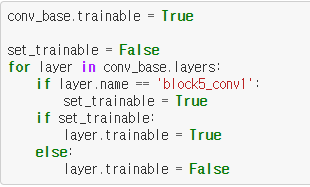 conv_base.trainable = True

set_trainable = False
for layer in conv_base.layers:
    if layer.name == 'block5_conv1':
        set_trainable = True
    if set_trainable:
        layer.trainable = True
    else:
        layer.trainable = False